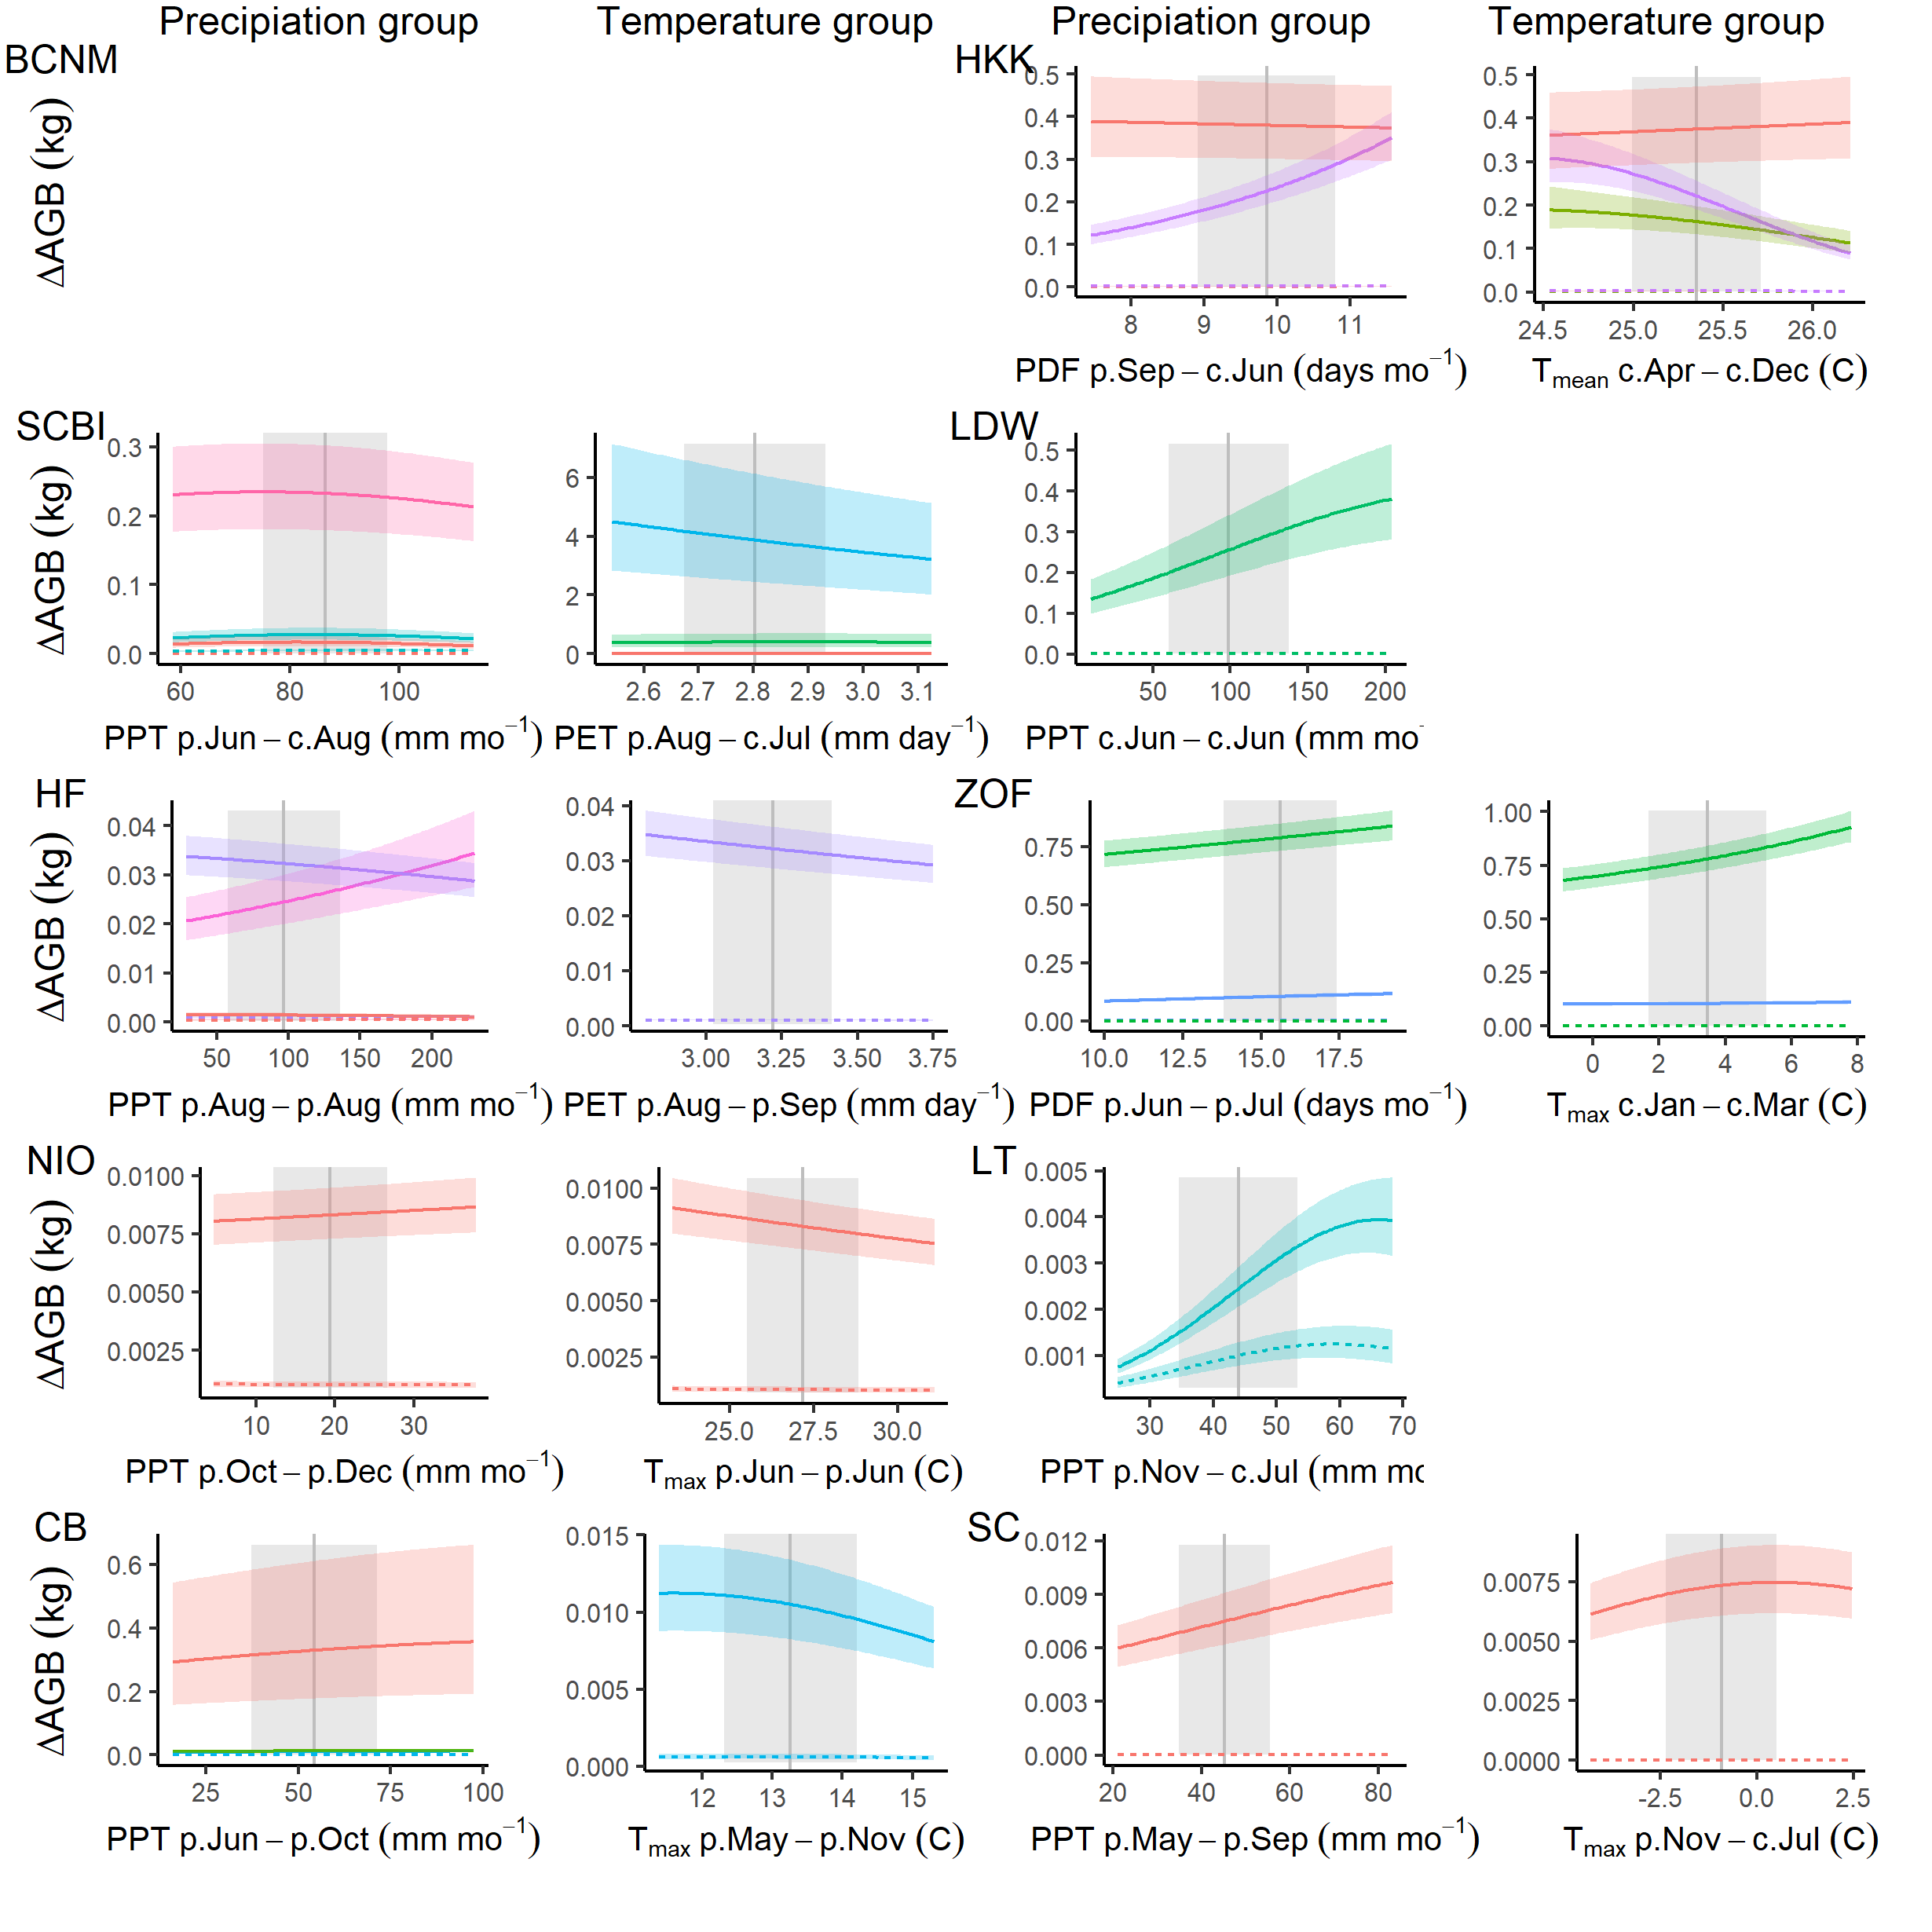 Precipiation group
Temperature group
Precipiation group
Temperature group
BCNM
ΔAGB (kg)
HKK
0.5
0.4
0.3
0.2
0.1
0.0
8 9 10 11
PDF p.Sep – c.Jun (days mo⁻¹)
0.5
0.4
0.3
0.2
0.1
0.0
24.5 25.0 25.5 26.0
Tmean c.Apr – c.Dec (C)
SCBI
ΔAGB (kg)
0.3
0.2
0.1
0.0
60 80 100
PPT p.Jun – c.Aug (mm mo⁻¹)
6
4
2
0
2.6 2.7 2.8 2.9 3.0 3.1
PET p.Aug – c.Jul (mm day⁻¹)
LDW
0.5
0.4
0.3
0.2
0.1
0.0
50 100 150 200
PPT c.Jun – c.Jun (mm mo⁻
HF
ΔAGB (kg)
0.04
0.03
0.02
0.01
0.00
50 100 150 200
PPT p.Aug – p.Aug (mm mo⁻¹)
0.04
0.03
0.02
0.01
0.00
3.00 3.25 3.50 3.75
PET p.Aug – p.Sep (mm day⁻¹)
ZOF
0.75
0.50
0.25
0.00
10.0 12.5 15.0 17.5
PDF p.Jun – p.Jul (days mo⁻¹)
1.00
0.75
0.50
0.25
0.00
0 2 4 6 8
Tmax c.Jan – c.Mar (C)
NIO
ΔAGB (kg)
0.0100
0.0075
0.0050
0.0025
10 20 30
PPT p.Oct – p.Dec (mm mo⁻¹)
0.0100
0.0075
0.0050
0.0025
25.0 27.5 30.0
Tmax p.Jun – p.Jun (C)
LT
0.005
0.004
0.003
0.002
0.001
30 40 50 60 70
PPT p.Nov – c.Jul (mm mo
CB
ΔAGB (kg)
0.6
0.4
0.2
0.0
25 50 75 100
PPT p.Jun – p.Oct (mm mo⁻¹)
0.015
0.010
0.005
0.000
12 13 14 15
Tmax p.May – p.Nov (C)
SC
0.012
0.009
0.006
0.003
0.000
20 40 60 80
PPT p.May – p.Sep (mm mo⁻¹)
0.0075
0.0050
0.0025
0.0000
-2.5 0.0 2.5
Tmax p.Nov – c.Jul (C)